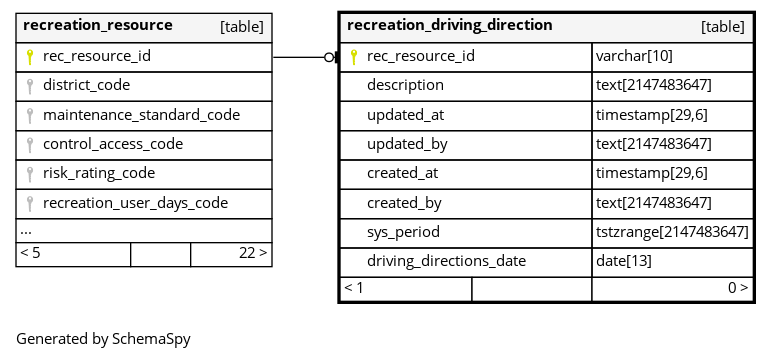 recreation_resource [table]
rec_resource_id
district_code
maintenance_standard_code
control_access_code
risk_rating_code
recreation_user_days_code
...
< 5 22 >
recreation_driving_direction [table]
rec_resource_id varchar[10]
description text[2147483647]
updated_at timestamp[29,6]
updated_by text[2147483647]
created_at timestamp[29,6]
created_by text[2147483647]
sys_period tstzrange[2147483647]
driving_directions_date date[13]
< 1 0 >
Generated by SchemaSpy